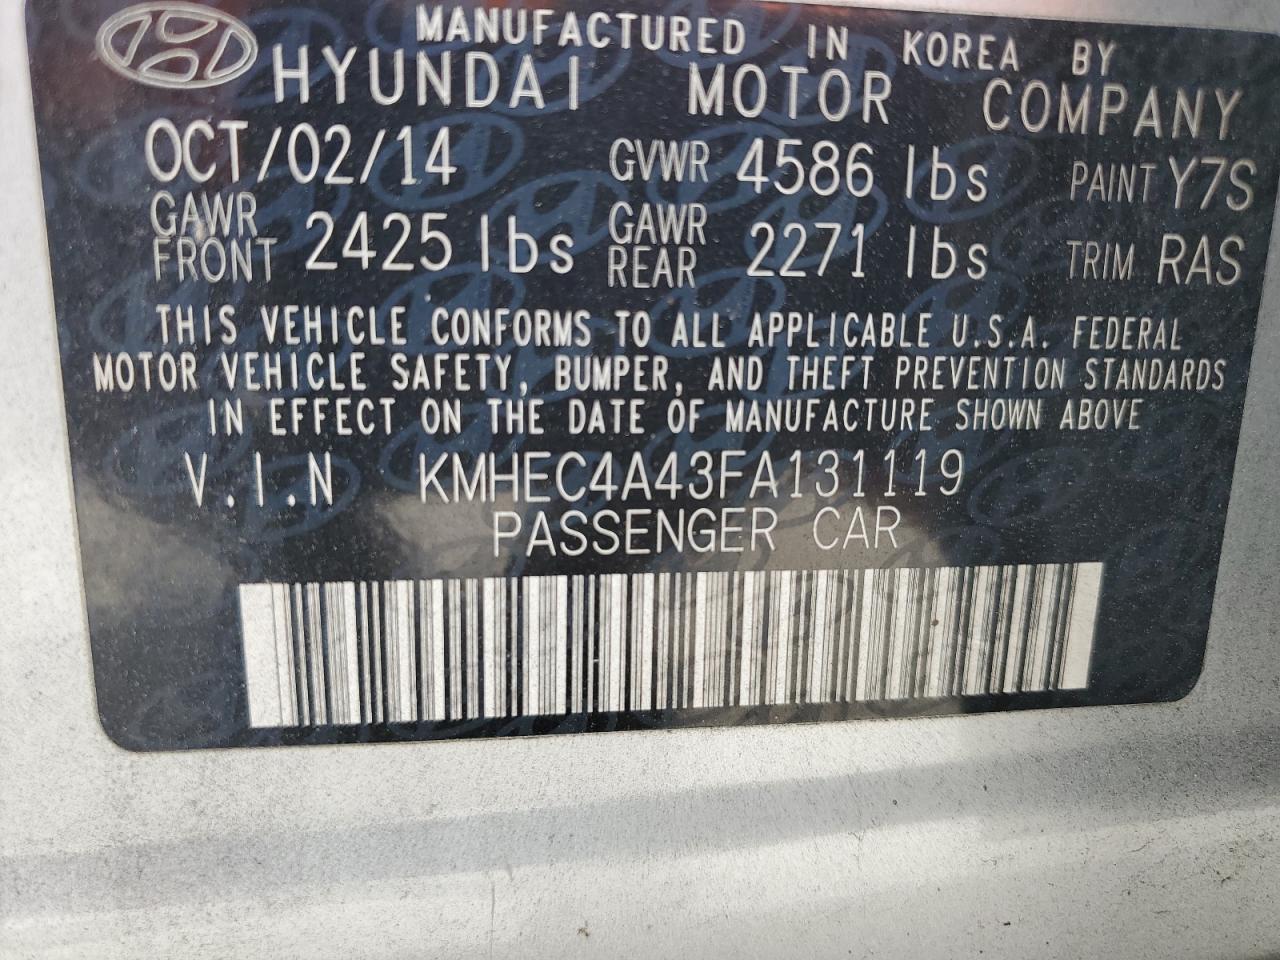 MANUFACTURED IN KOREA BY
HYUNDAI MOTOR COMPANY
OCT/02/14 GVWR 4586 lbs PAINT Y7S
GAWR FRONT 2425 lbs GAWR REAR 2271 lbs TRIM RAS
THIS VEHICLE CONFORMS TO ALL APPLICABLE U.S.A. FEDERAL
MOTOR VEHICLE SAFETY, BUMPER, AND THEFT PREVENTION STANDARDS
IN EFFECT ON THE DATE OF MANUFACTURE SHOWN ABOVE
V.I.N KMHEC4A43FA131119
PASSENGER CAR